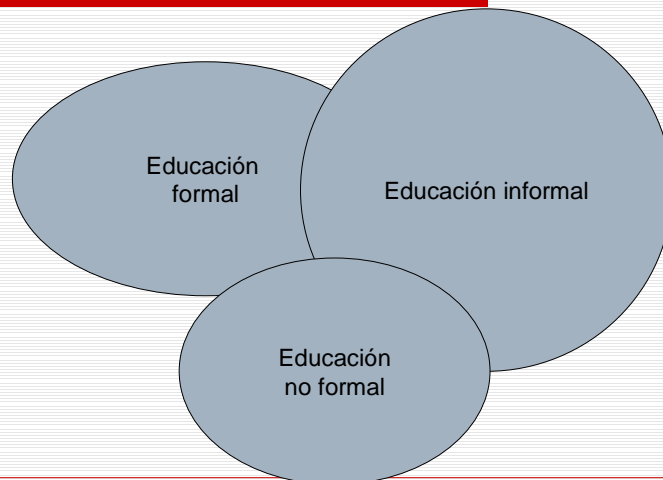 Educación
formal
Educación informal
Educación
no formal